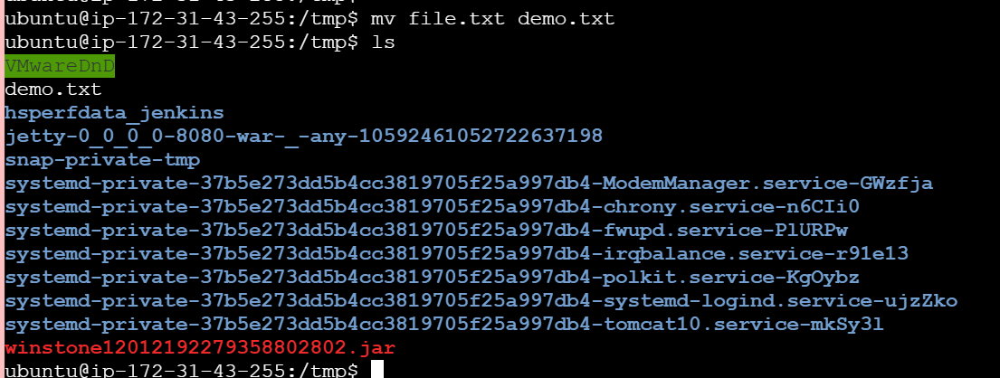 ubuntu@ip-172-31-43-255:/tmp$ mv file.txt demo.txt
ubuntu@ip-172-31-43-255:/tmp$ ls
VMwareDnD
demo.txt
hsperfdata_jenkins
jetty-0_0_0_0-8080-war-_-any-10592461052722637198
snap-private-tmp
systemd-private-37b5e273dd5b4cc3819705f25a997db4-ModemManager.service-GWzfja
systemd-private-37b5e273dd5b4cc3819705f25a997db4-chrony.service-n6CIi0
systemd-private-37b5e273dd5b4cc3819705f25a997db4-fwupd.service-PlURPw
systemd-private-37b5e273dd5b4cc3819705f25a997db4-irqbalance.service-r91e13
systemd-private-37b5e273dd5b4cc3819705f25a997db4-polkit.service-KgOybz
systemd-private-37b5e273dd5b4cc3819705f25a997db4-systemd-logind.service-ujzZko
systemd-private-37b5e273dd5b4cc3819705f25a997db4-tomcat10.service-mkSy3l
winstone12012192279358802802.jar
ubuntu@ip-172-31-43-255:/tmp$